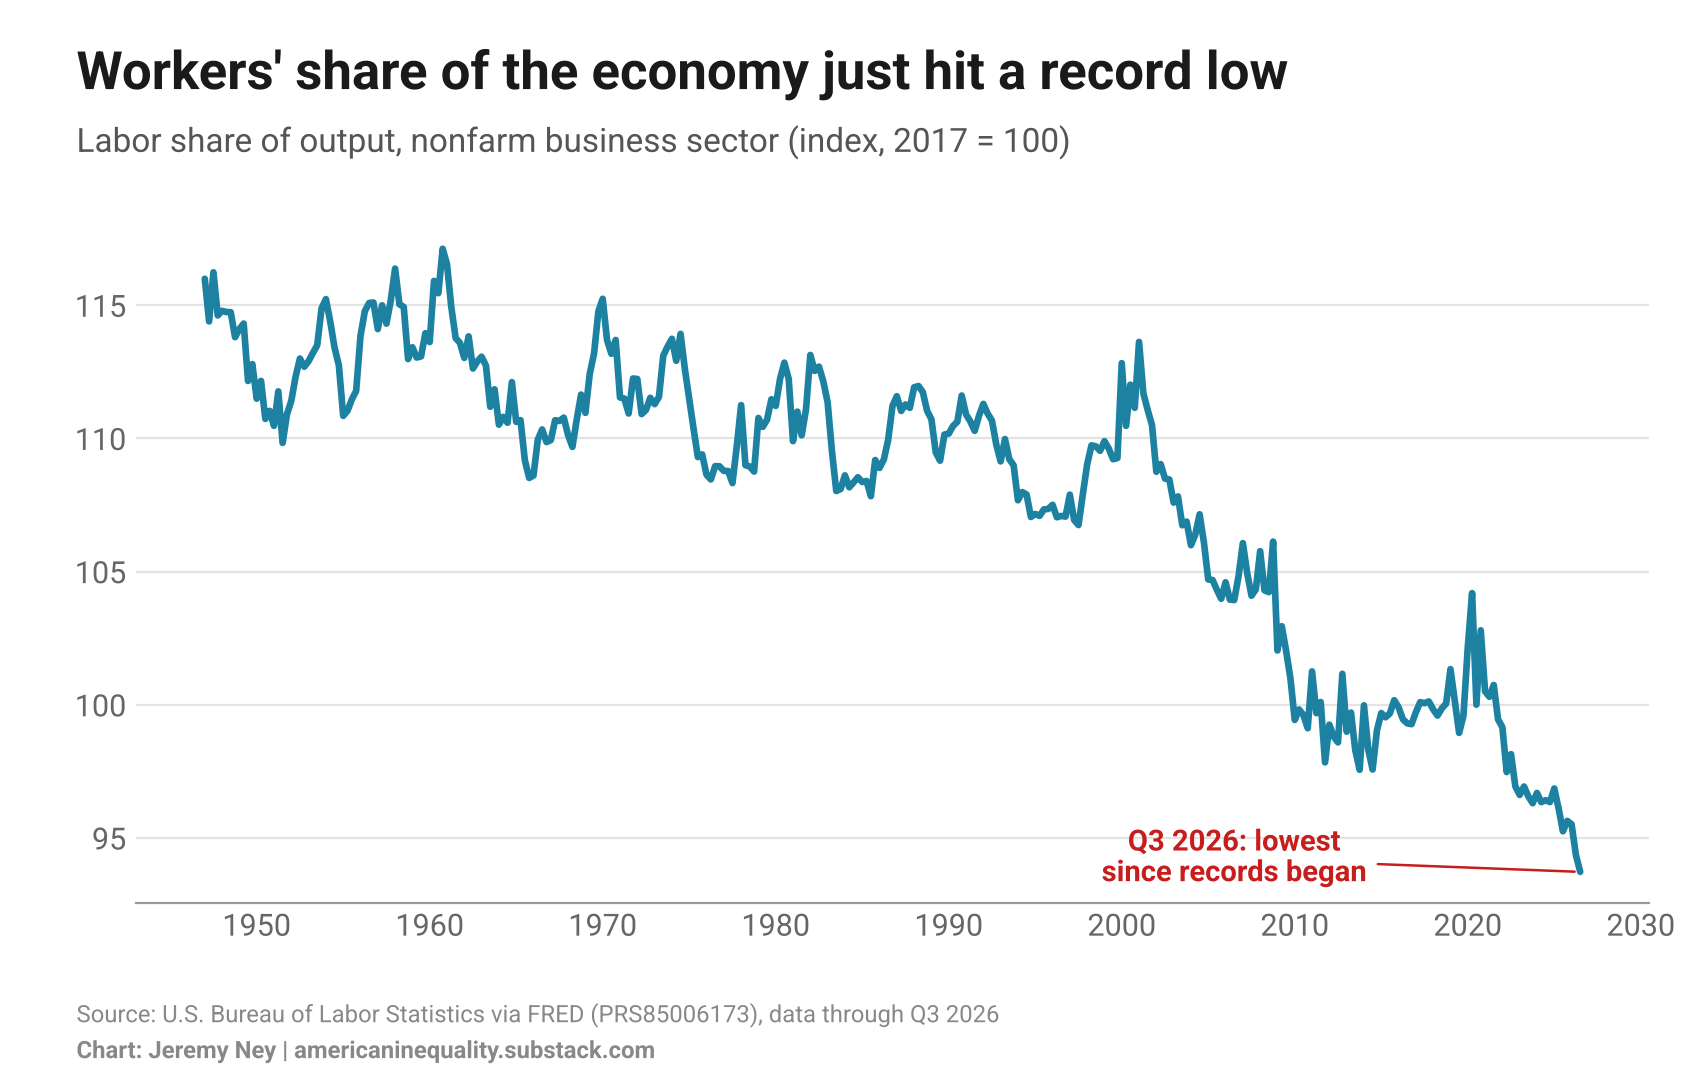 Workers' share of the economy just hit a record low
Labor share of output, nonfarm business sector (index, 2017 = 100)
115
110
105
100
95
Q3 2026: lowest
since records began
1950
1960
1970
1980
1990
2000
2010
2020
2030
Source: U.S. Bureau of Labor Statistics via FRED (PRS85006173), data through Q3 2026
Chart: Jeremy Ney | americaninequality.substack.com